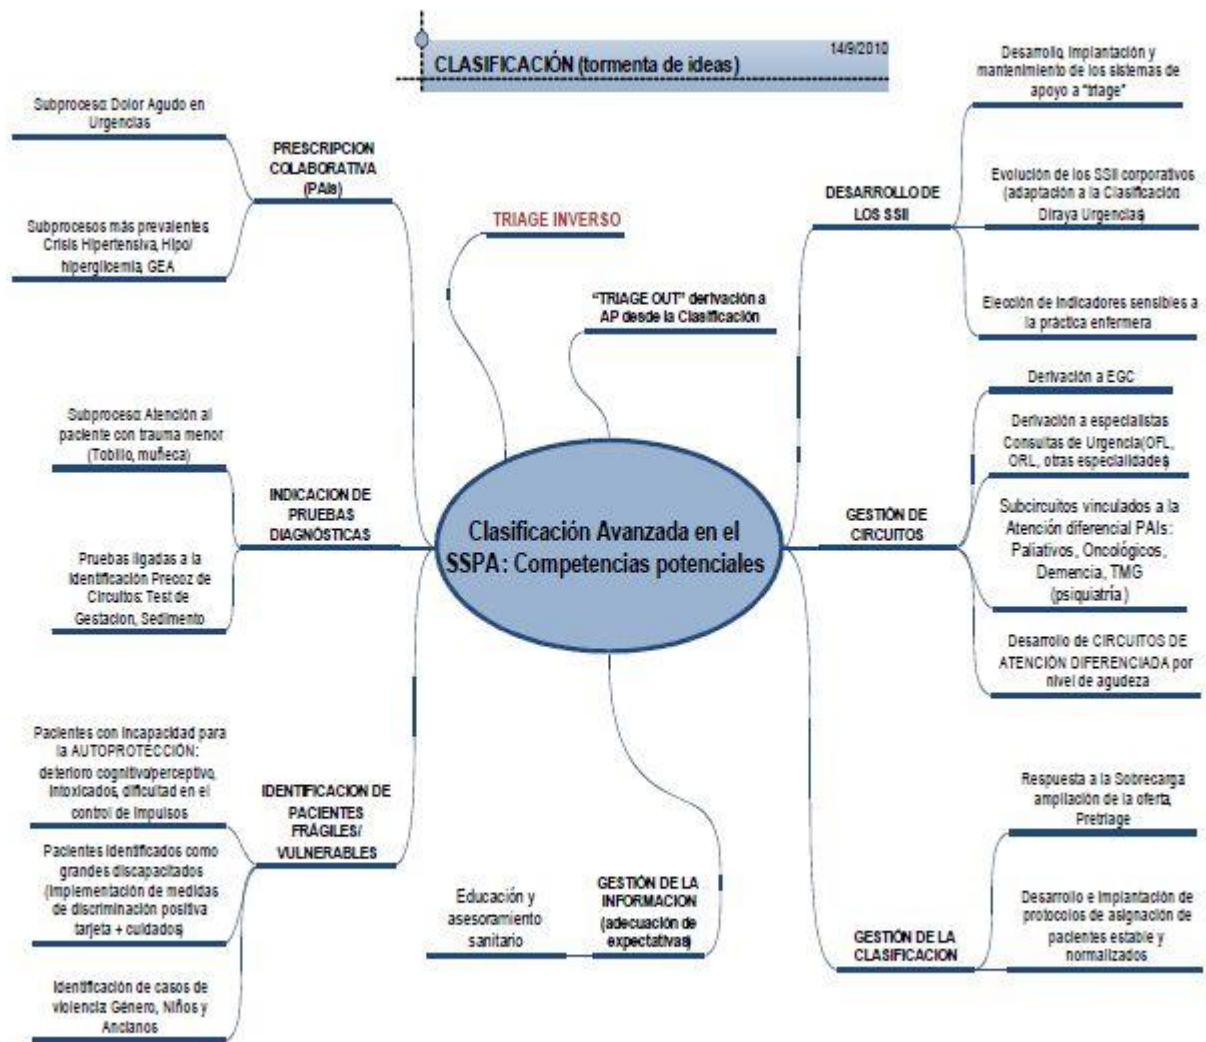 14/9/2010
CLASIFICACIÓN (tormenta de ideas)
Subproceso: Dolor Agudo en
Urgencias
PRESCRIPCION
COLABORATIVA
(PAIs)
Subprocesos más prevalentes
Crisis Hipertensiva, Hipo/
hiperglicemia, GEA
TRIAGE INVERSO
"TRIAGE OUT" derivación a
AP desde la Clasificación
Desarrollo, Implantación y
mantenimiento de los sistemas de
apoyo a "triage"
DESARROLLO DE
LOS SSII
Evolución de los SSII corporativos
(adaptación a la Clasificación
Diraya Urgencias)
Elección de Indicadores sensibles a
la práctica enfermera
Subproceso: Atención al
paciente con trauma menor
(Tobillo, muñeca)
INDICACION DE
PRUEBAS
DIAGNÓSTICAS
Pruebas ligadas a la
Identificación Precoz de
Circuitos: Test de
Gestacion, Sedimento
Clasificación Avanzada en el
SSPA: Competencias potenciales
Derivación a EGC
Derivación a especialistas
Consultas de Urgencia(OFL,
ORL, otras especialidades)
GESTIÓN DE
CIRCUITOS
Subcircuitos vinculados a la
Atención diferencial PAIs:
Paliativos, Oncológicos,
Demencia, TMG
(psiquiatría )
Desarrollo de CIRCUITOS DE
ATENCIÓN DIFERENCIADA por
nivel de agudeza
Pacientes con Incapacidad para
la AUTOPROTECCIÓN:
deterioro cognitivo/perceptivo,
Intoxicados, dificultad en el
control de Impulsos
IDENTIFICACION DE
PACIENTES
FRÁGILES/
VULNERABLES
Pacientes Identificados como
grandes discapacitados
(Implementación de medidas
de discriminación positiva
tarjeta + cuidados)
Identificación de casos de
violencia: Género, Niños y
Ancianos
Educación y
asesoramiento
sanitario
GESTIÓN DE LA
INFORMACION
(adecuación de
expectativas)
Respuesta a la Sobrecarga
ampliación de la oferta,
Pretriage
GESTIÓN DE LA
CLASIFICACION
Desarrollo e Implantación de
protocolos de asignación de
pacientes estable y
normalizados